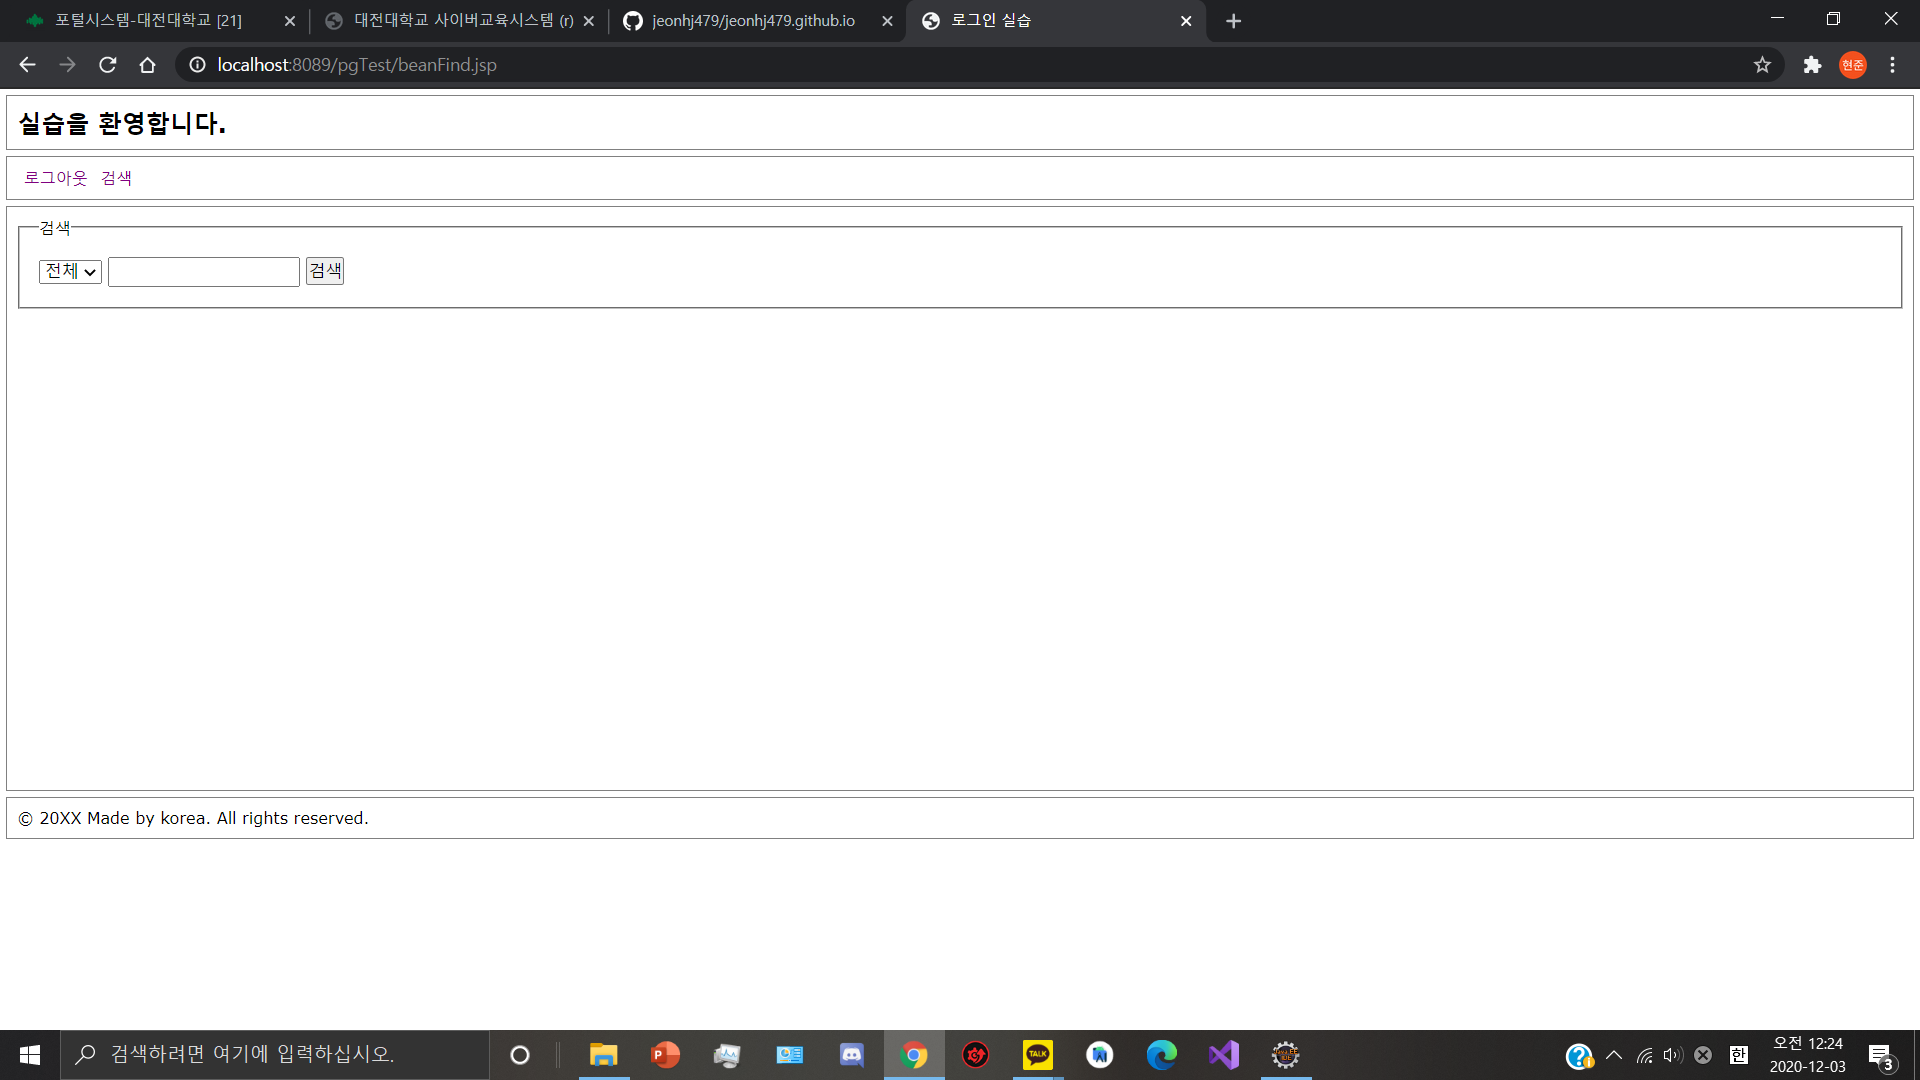 포털시스템-대전대학교 [21]
대전대학교 사이버교육시스템 (r)
jeonhj479/jeonhj479.github.io
로그인 실습
localhost:8089/pgTest/beanFind.jsp
현준
실습을 환영합니다.
로그아웃 검색
검색
전체 검색
© 20XX Made by korea. All rights reserved.
검색하려면 여기에 입력하십시오.
P
TALK
한
오전 12:24
2020-12-03
3